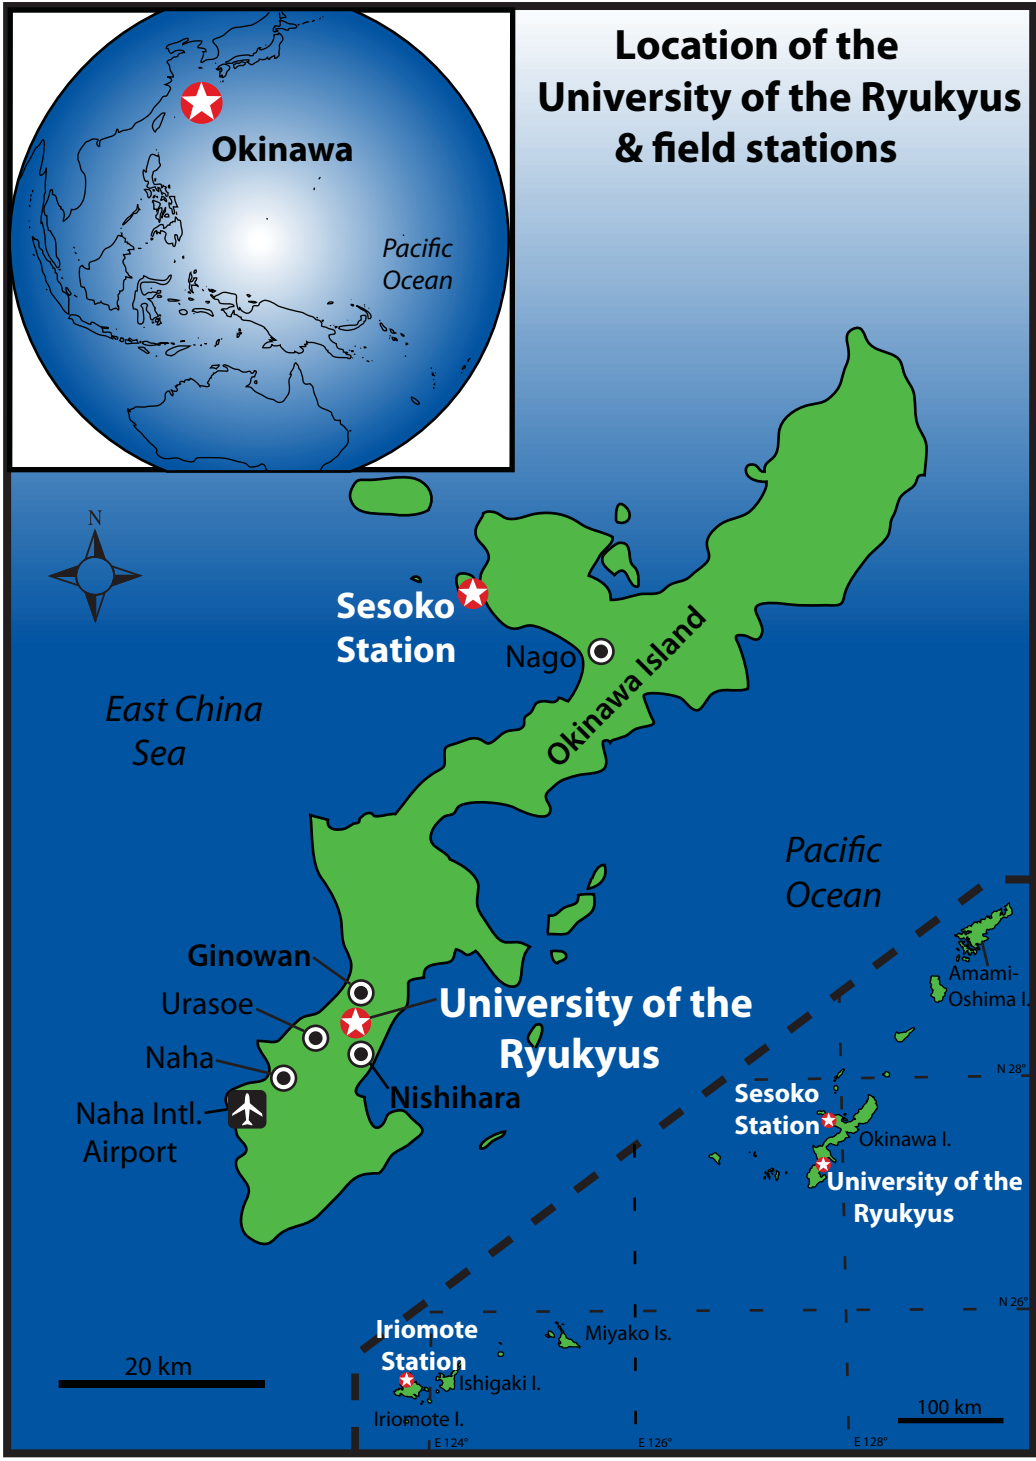 Location of the
University of the Ryukyus
& field stations
Okinawa
Pacific
Ocean
N
Sesoko
Station
Nago
Okinawa Island
East China
Sea
Pacific
Ocean
Ginowan
Urasoe
University of the
Ryukyus
Naha
Nishihara
Naha Intl.
Airport
Amami-
Oshima I.
N 28°
Sesoko
Station
Okinawa I.
University of the
Ryukyus
N 26°
Iriomote
Station
Miyako Is.
Ishigaki I.
Iriomote I.
20 km
100 km
E 124°
E 126°
E 128°